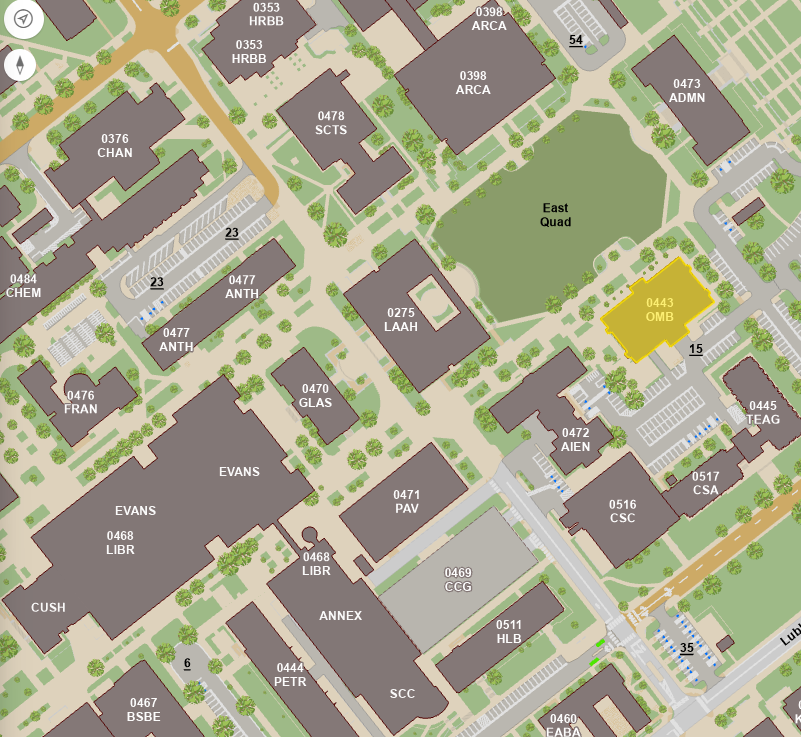 0353
HRBB
0353
HRBB
0398
ARCA
0398
ARCA
54
0473
ADMN
0478
SCTS
0376
CHAN
East
Quad
23
23
0484
CHEM
0477
ANTH
0477
ANTH
0275
LAAH
0443
OMB
15
0476
FRAN
0470
GLAS
0445
TEAG
0472
AIEN
EVANS
EVANS
0468
LIBR
0471
PAV
0517
CSA
0516
CSC
0468
LIBR
0469
CCG
CUSH
ANNEX
0511
HLB
6
0444
PETR
35
Lubb
SCC
0467
BSBE
0460
EABA